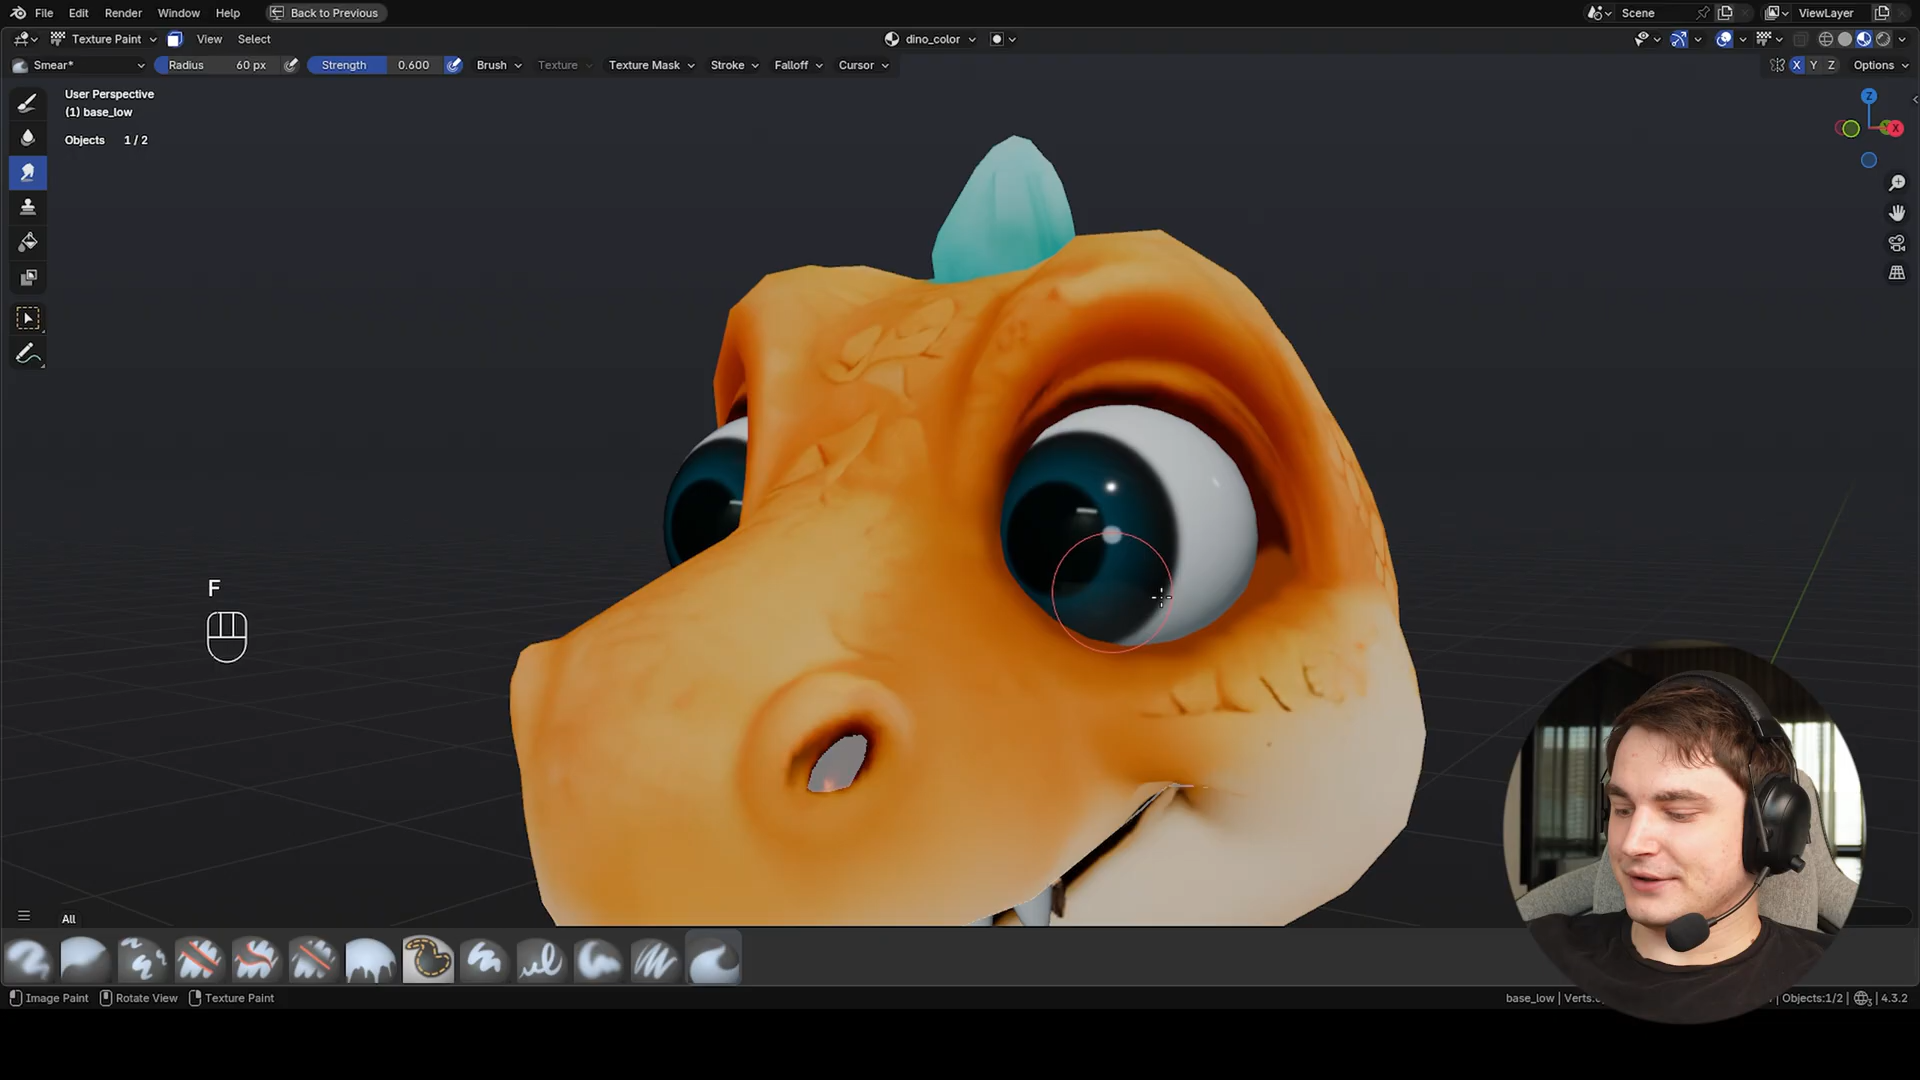 File Edit Render Window Help Back to Previous Scene ViewLayer
Texture Paint View Select dino_color
Smear* Radius 60 px Strength 0.600 Brush Texture Texture Mask Stroke Falloff Cursor X Y Z Options
User Perspective
(1) base_low
Objects 1 / 2
Z
X
F
All
Image Paint Rotate View Texture Paint base_low | Verts: Objects:1/2 4.3.2